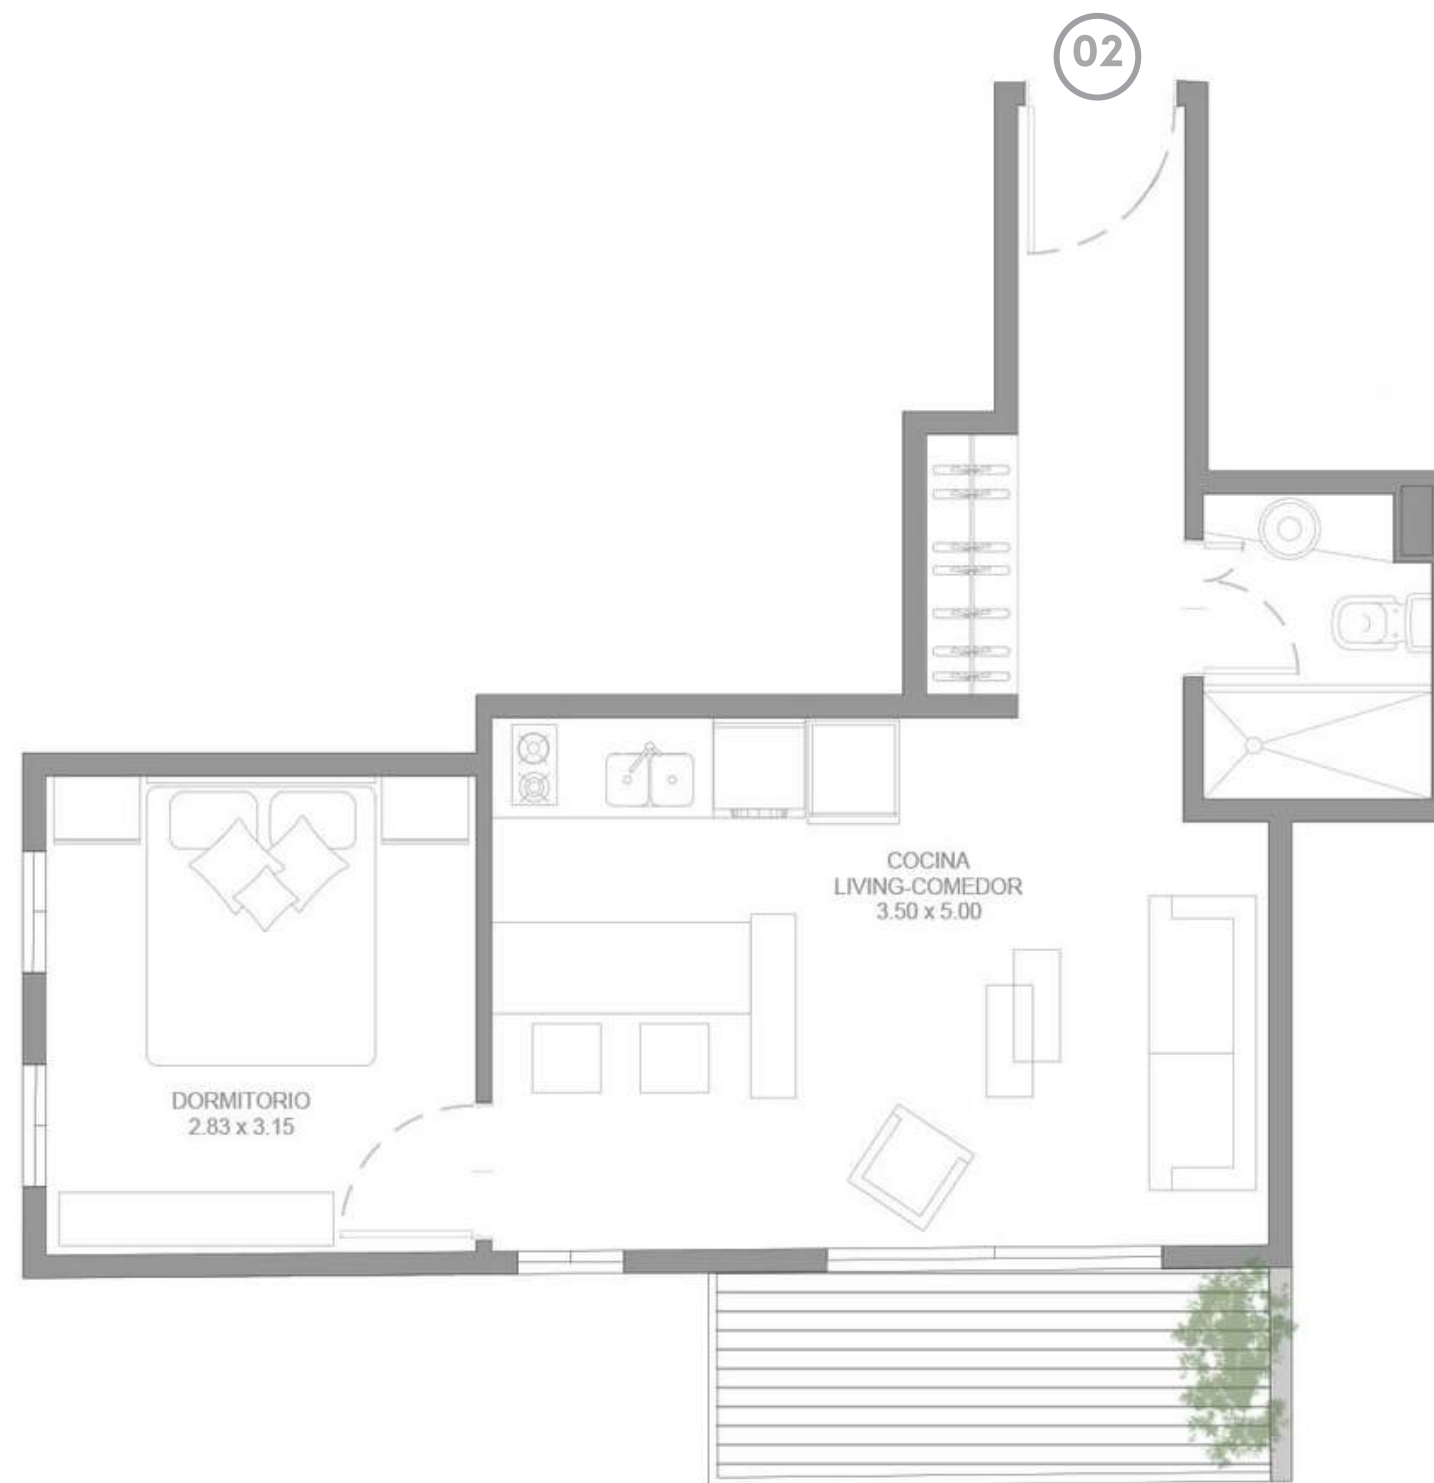 02
COCINA
LIVING-COMEDOR
3.50 x 5.00
DORMITORIO
2.83 x 3.15